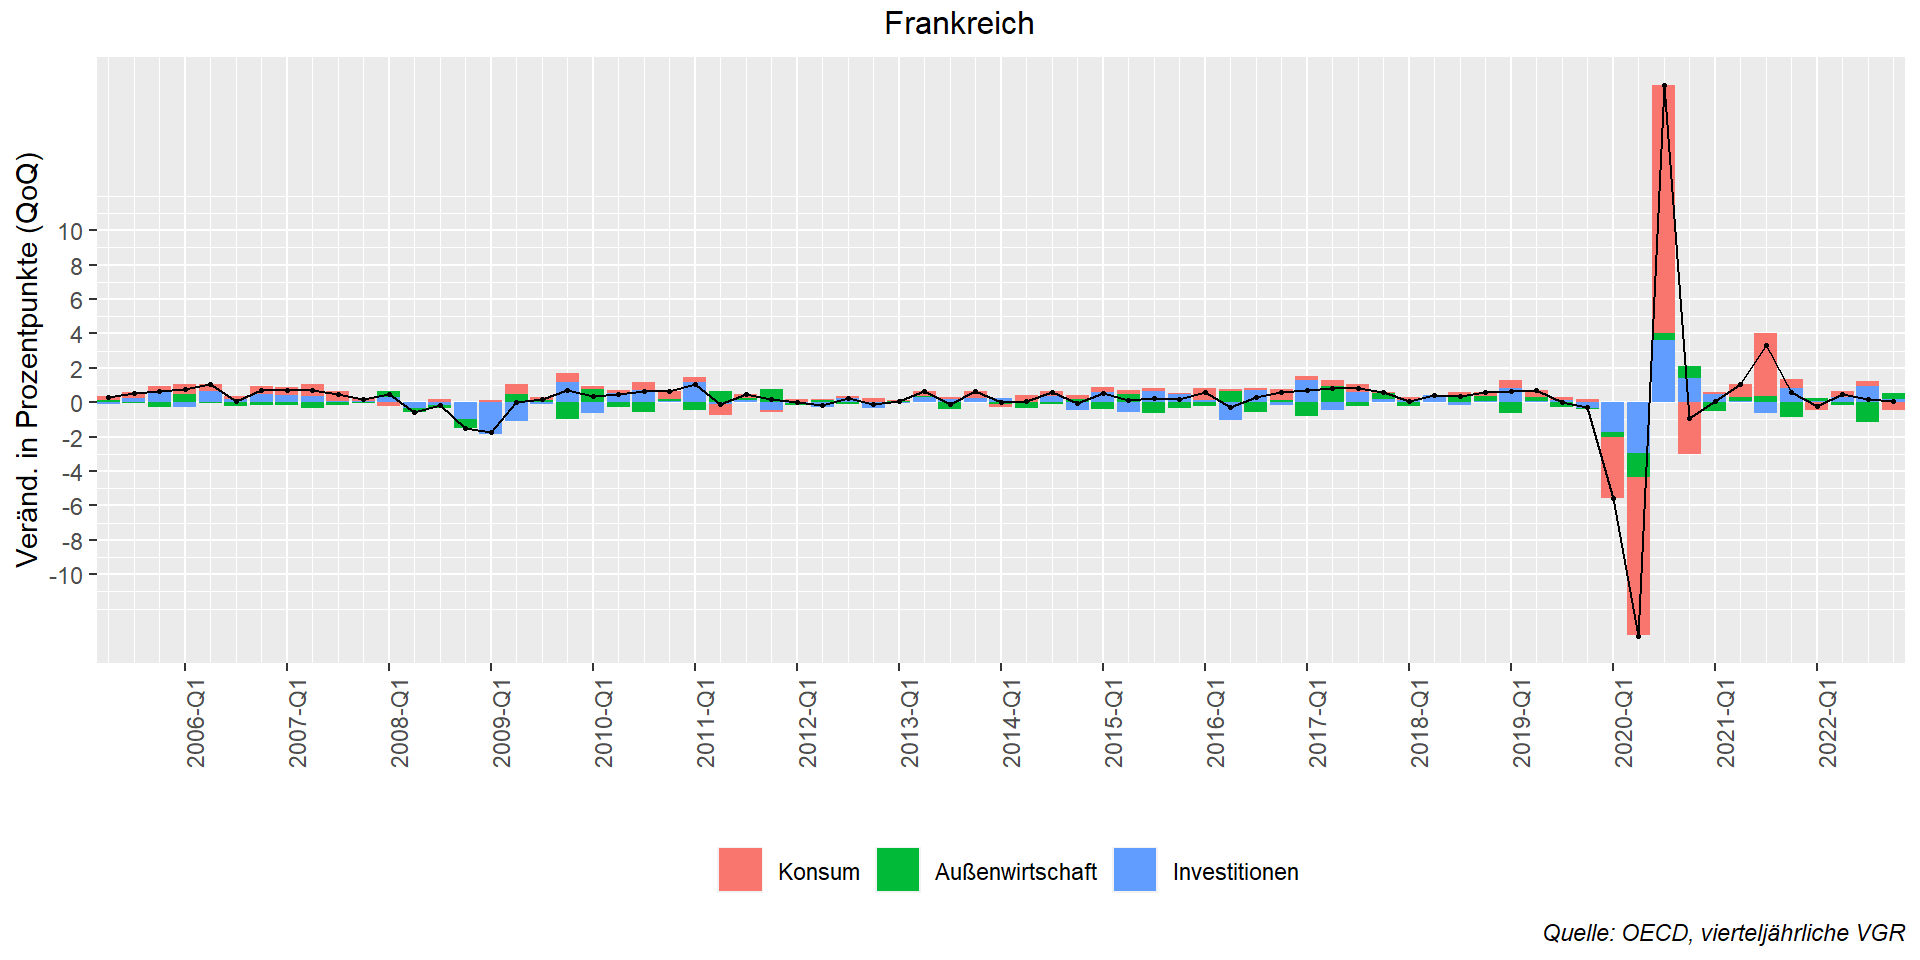 Frankreich
Veränd. in Prozentpunkte (QoQ)
10
8
6
4
2
0
-2
-4
-6
-8
-10
2006-Q1
2007-Q1
2008-Q1
2009-Q1
2010-Q1
2011-Q1
2012-Q1
2013-Q1
2014-Q1
2015-Q1
2016-Q1
2017-Q1
2018-Q1
2019-Q1
2020-Q1
2021-Q1
2022-Q1
Konsum
Außenwirtschaft
Investitionen
Quelle: OECD, vierteljährliche VGR